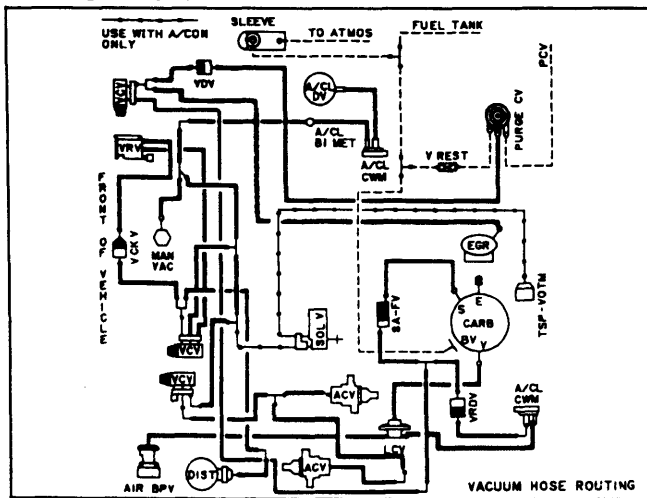 USE WITH A/CON
ONLY
SLEEVE
TO ATMOS
FUEL TANK
PCV
VCV
VDV
A/CL
DV
PURGE CV
VRV
A/CL
BI MET
A/CL
CWM
V REST
FRONT OF VEHICLE
VCKV
MAN
VAC
EGR
TSP-VOTM
SA-FV
S
E
CARB
BV
V
SOL V
VCV
VCV
ACV
VRDV
A/CL
CWM
AIR BPV
DIST
ACV
VACUUM HOSE ROUTING